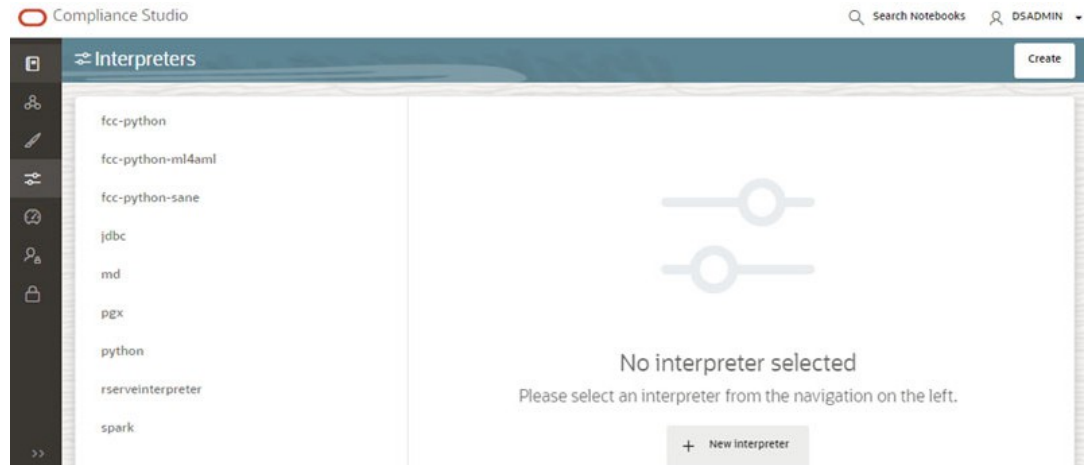 Compliance Studio
Search Notebooks
DSADMIN
Interpreters
Create
fcc-python
fcc-python-ml4aml
fcc-python-sane
jdbc
md
pgx
python
rserveinterpreter
spark
No interpreter selected
Please select an interpreter from the navigation on the left.
+ New Interpreter
>>